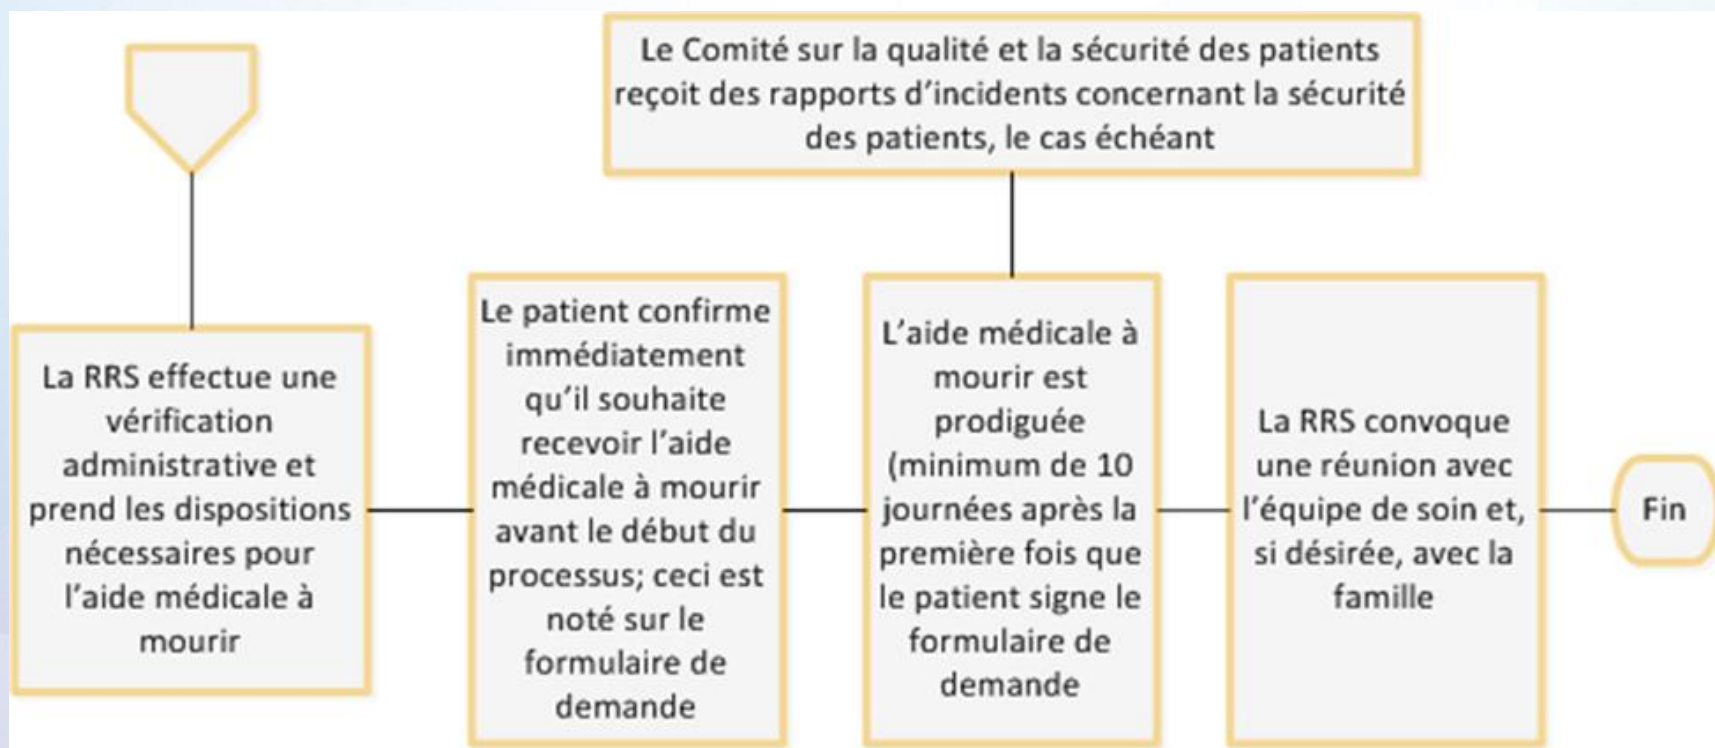 Le Comité sur la qualité et la sécurité des patients
reçoit des rapports d'incidents concernant la sécurité
des patients, le cas échéant
La RRS effectue une
vérification
administrative et
prend les dispositions
nécessaires pour
l'aide médicale à
mourir
Le patient confirme
immédiatement
qu'il souhaite
recevoir l'aide
médicale à mourir
avant le début du
processus; ceci est
noté sur le
formulaire de
demande
L'aide médicale à
mourir est
prodiguée
(minimum de 10
journées après la
première fois que
le patient signe le
formulaire de
demande
La RRS convoque
une réunion avec
l'équipe de soin et,
si désirée, avec la
famille
Fin